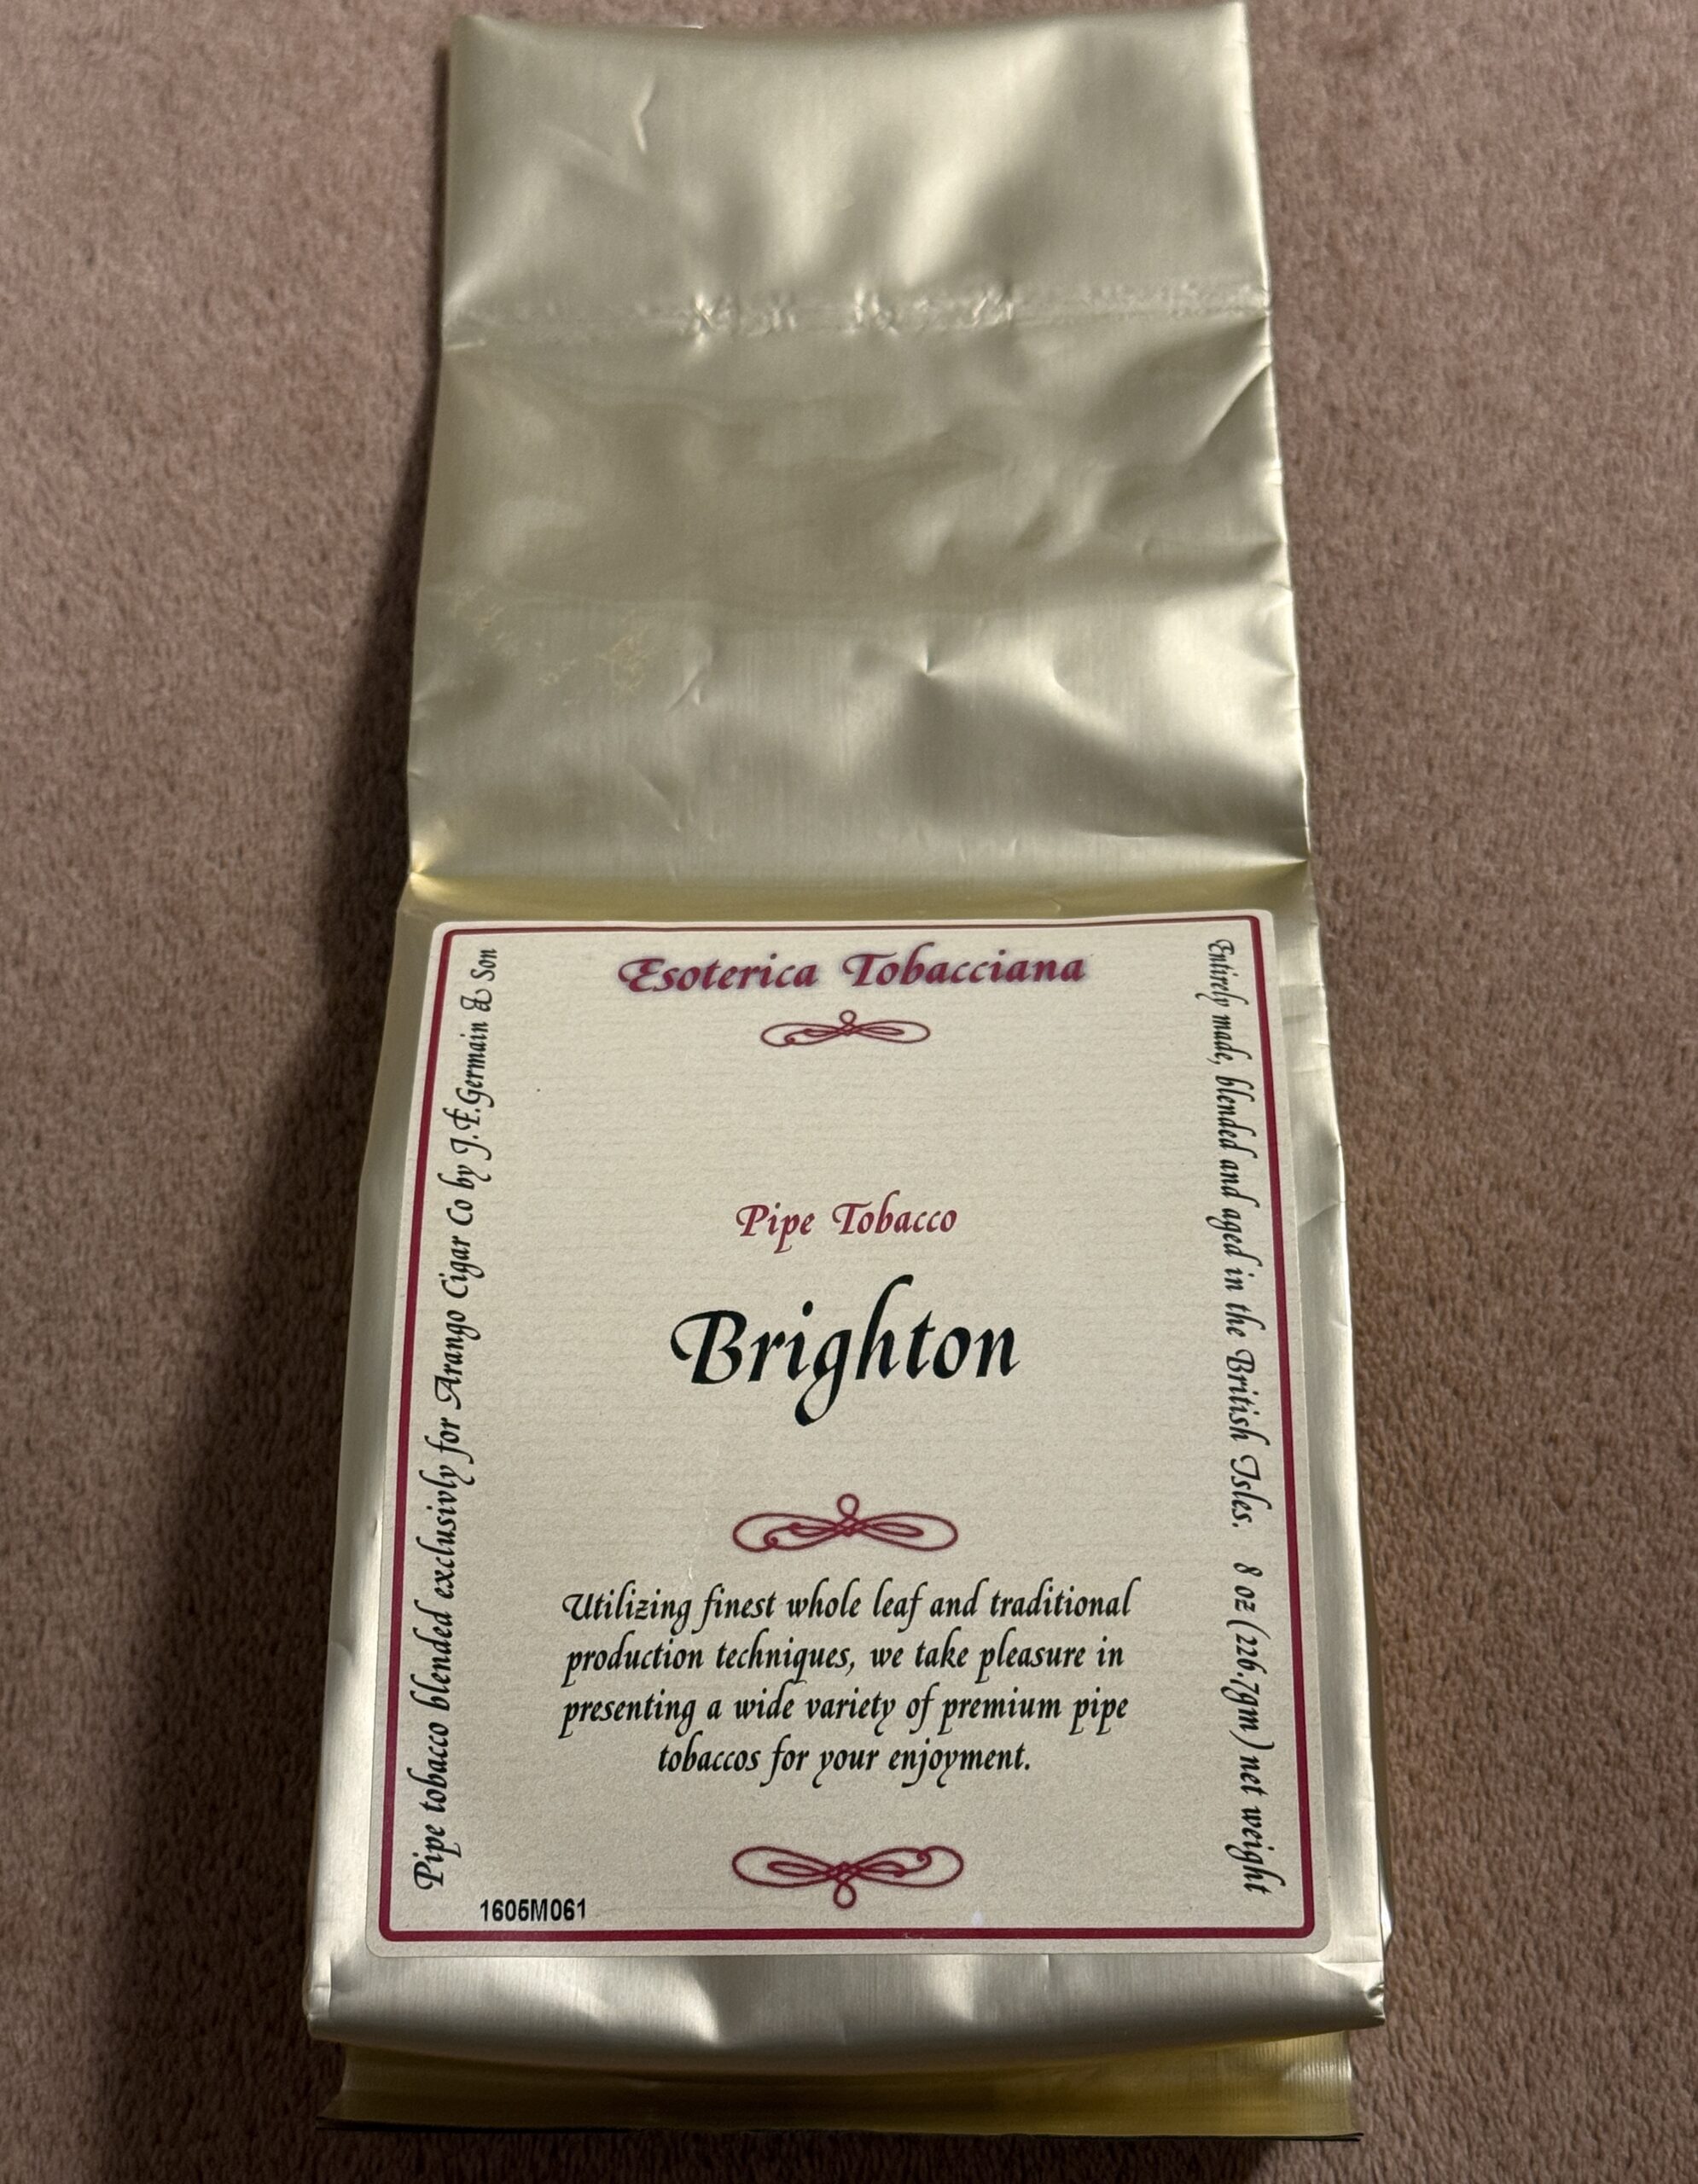 Esoterica Tobacciana
Pipe tobacco blended exclusivly for Arango Cigar Co by J.F.Germain & Son
Entirely made, blended and aged in the British Isles. 8 oz (226.7gm) net weight
Pipe Tobacco
Brighton
Utilizing finest whole leaf and traditional
production techniques, we take pleasure in
presenting a wide variety of premium pipe
tobaccos for your enjoyment.
1605M061